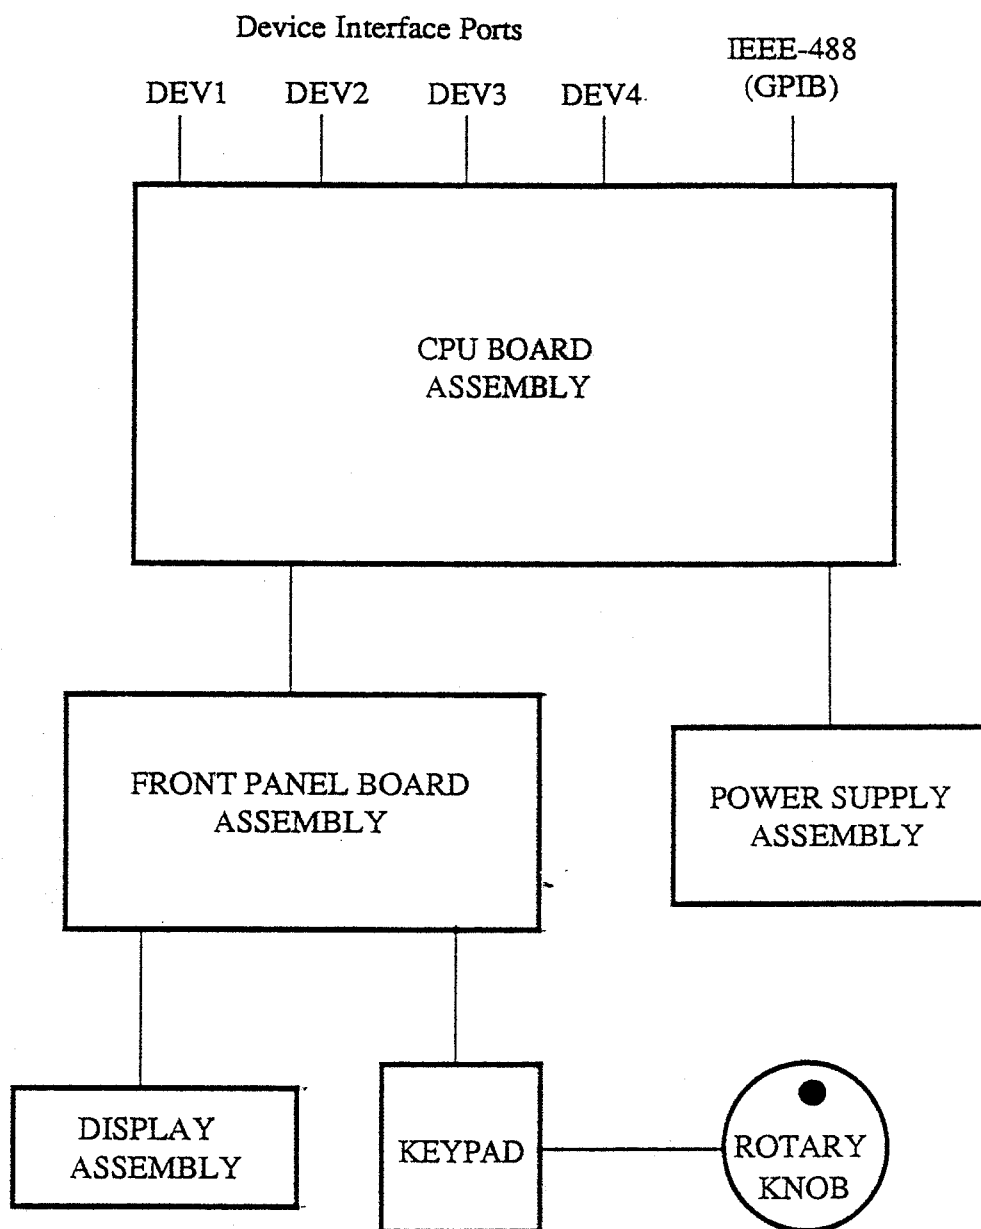 Device Interface Ports
IEEE-488
(GPIB)
DEV1 DEV2 DEV3 DEV4
CPU BOARD
ASSEMBLY
FRONT PANEL BOARD
ASSEMBLY
POWER SUPPLY
ASSEMBLY
DISPLAY
ASSEMBLY
KEYPAD
ROTARY
KNOB